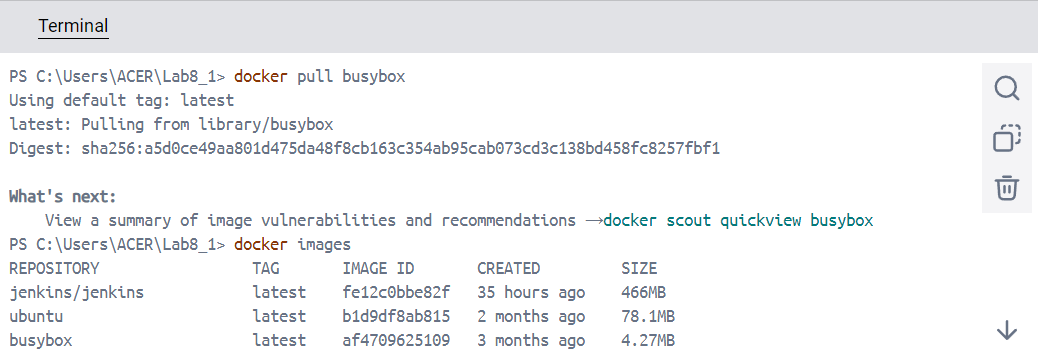 Terminal
PS C:\Users\ACER\Lab8_1> docker pull busybox
Using default tag: latest
latest: Pulling from library/busybox
Digest: sha256:a5d0ce49aa801d475da48f8cb163c354ab95cab073cd3c138bd458fc8257fbf1
What's next:
View a summary of image vulnerabilities and recommendations → docker scout quickview busybox
PS C:\Users\ACER\Lab8_1> docker images
REPOSITORY TAG IMAGE ID CREATED SIZE
jenkins/jenkins latest fe12c0bbe82f 35 hours ago 466MB
ubuntu latest b1d9df8ab815 2 months ago 78.1MB
busybox latest af4709625109 3 months ago 4.27MB